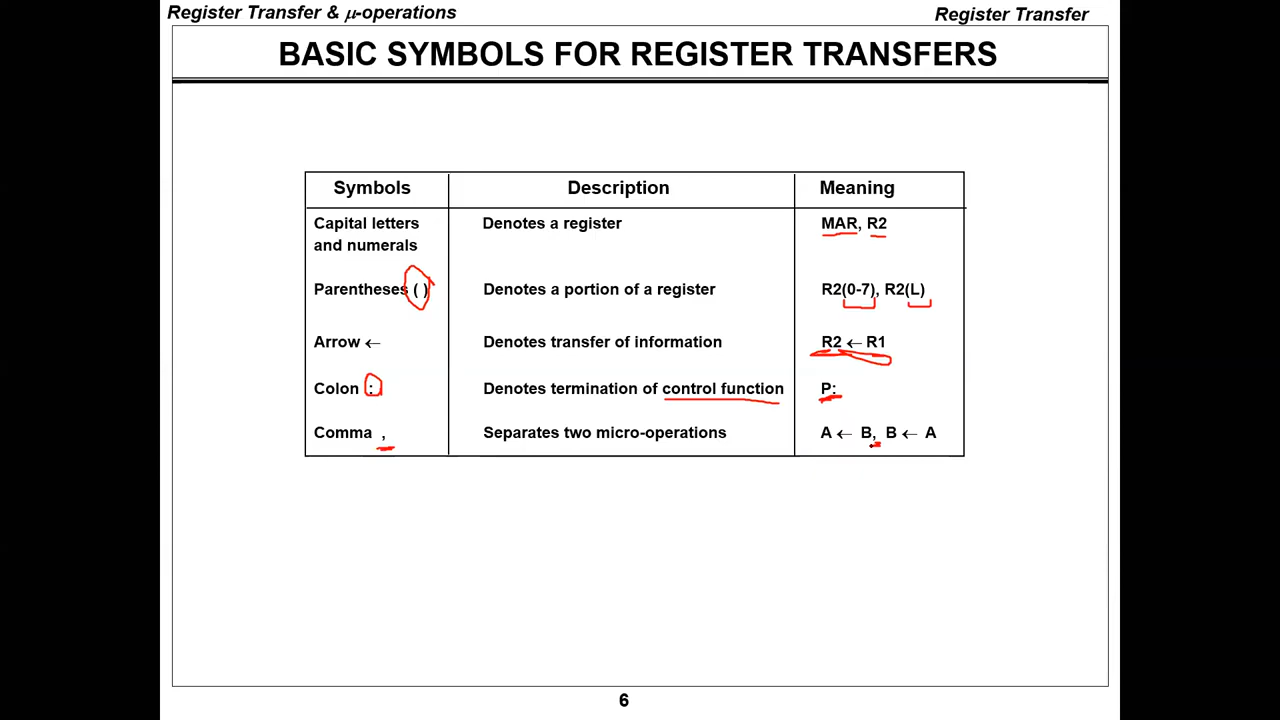 Register Transfer & μ-operations
Register Transfer
BASIC SYMBOLS FOR REGISTER TRANSFERS
Symbols Description Meaning
Capital letters Denotes a register MAR, R2
and numerals
Parentheses ( ) Denotes a portion of a register R2(0-7), R2(L)
Arrow ← Denotes transfer of information R2 ← R1
Colon : Denotes termination of control function P:
Comma , Separates two micro-operations A ← B, B ← A
6